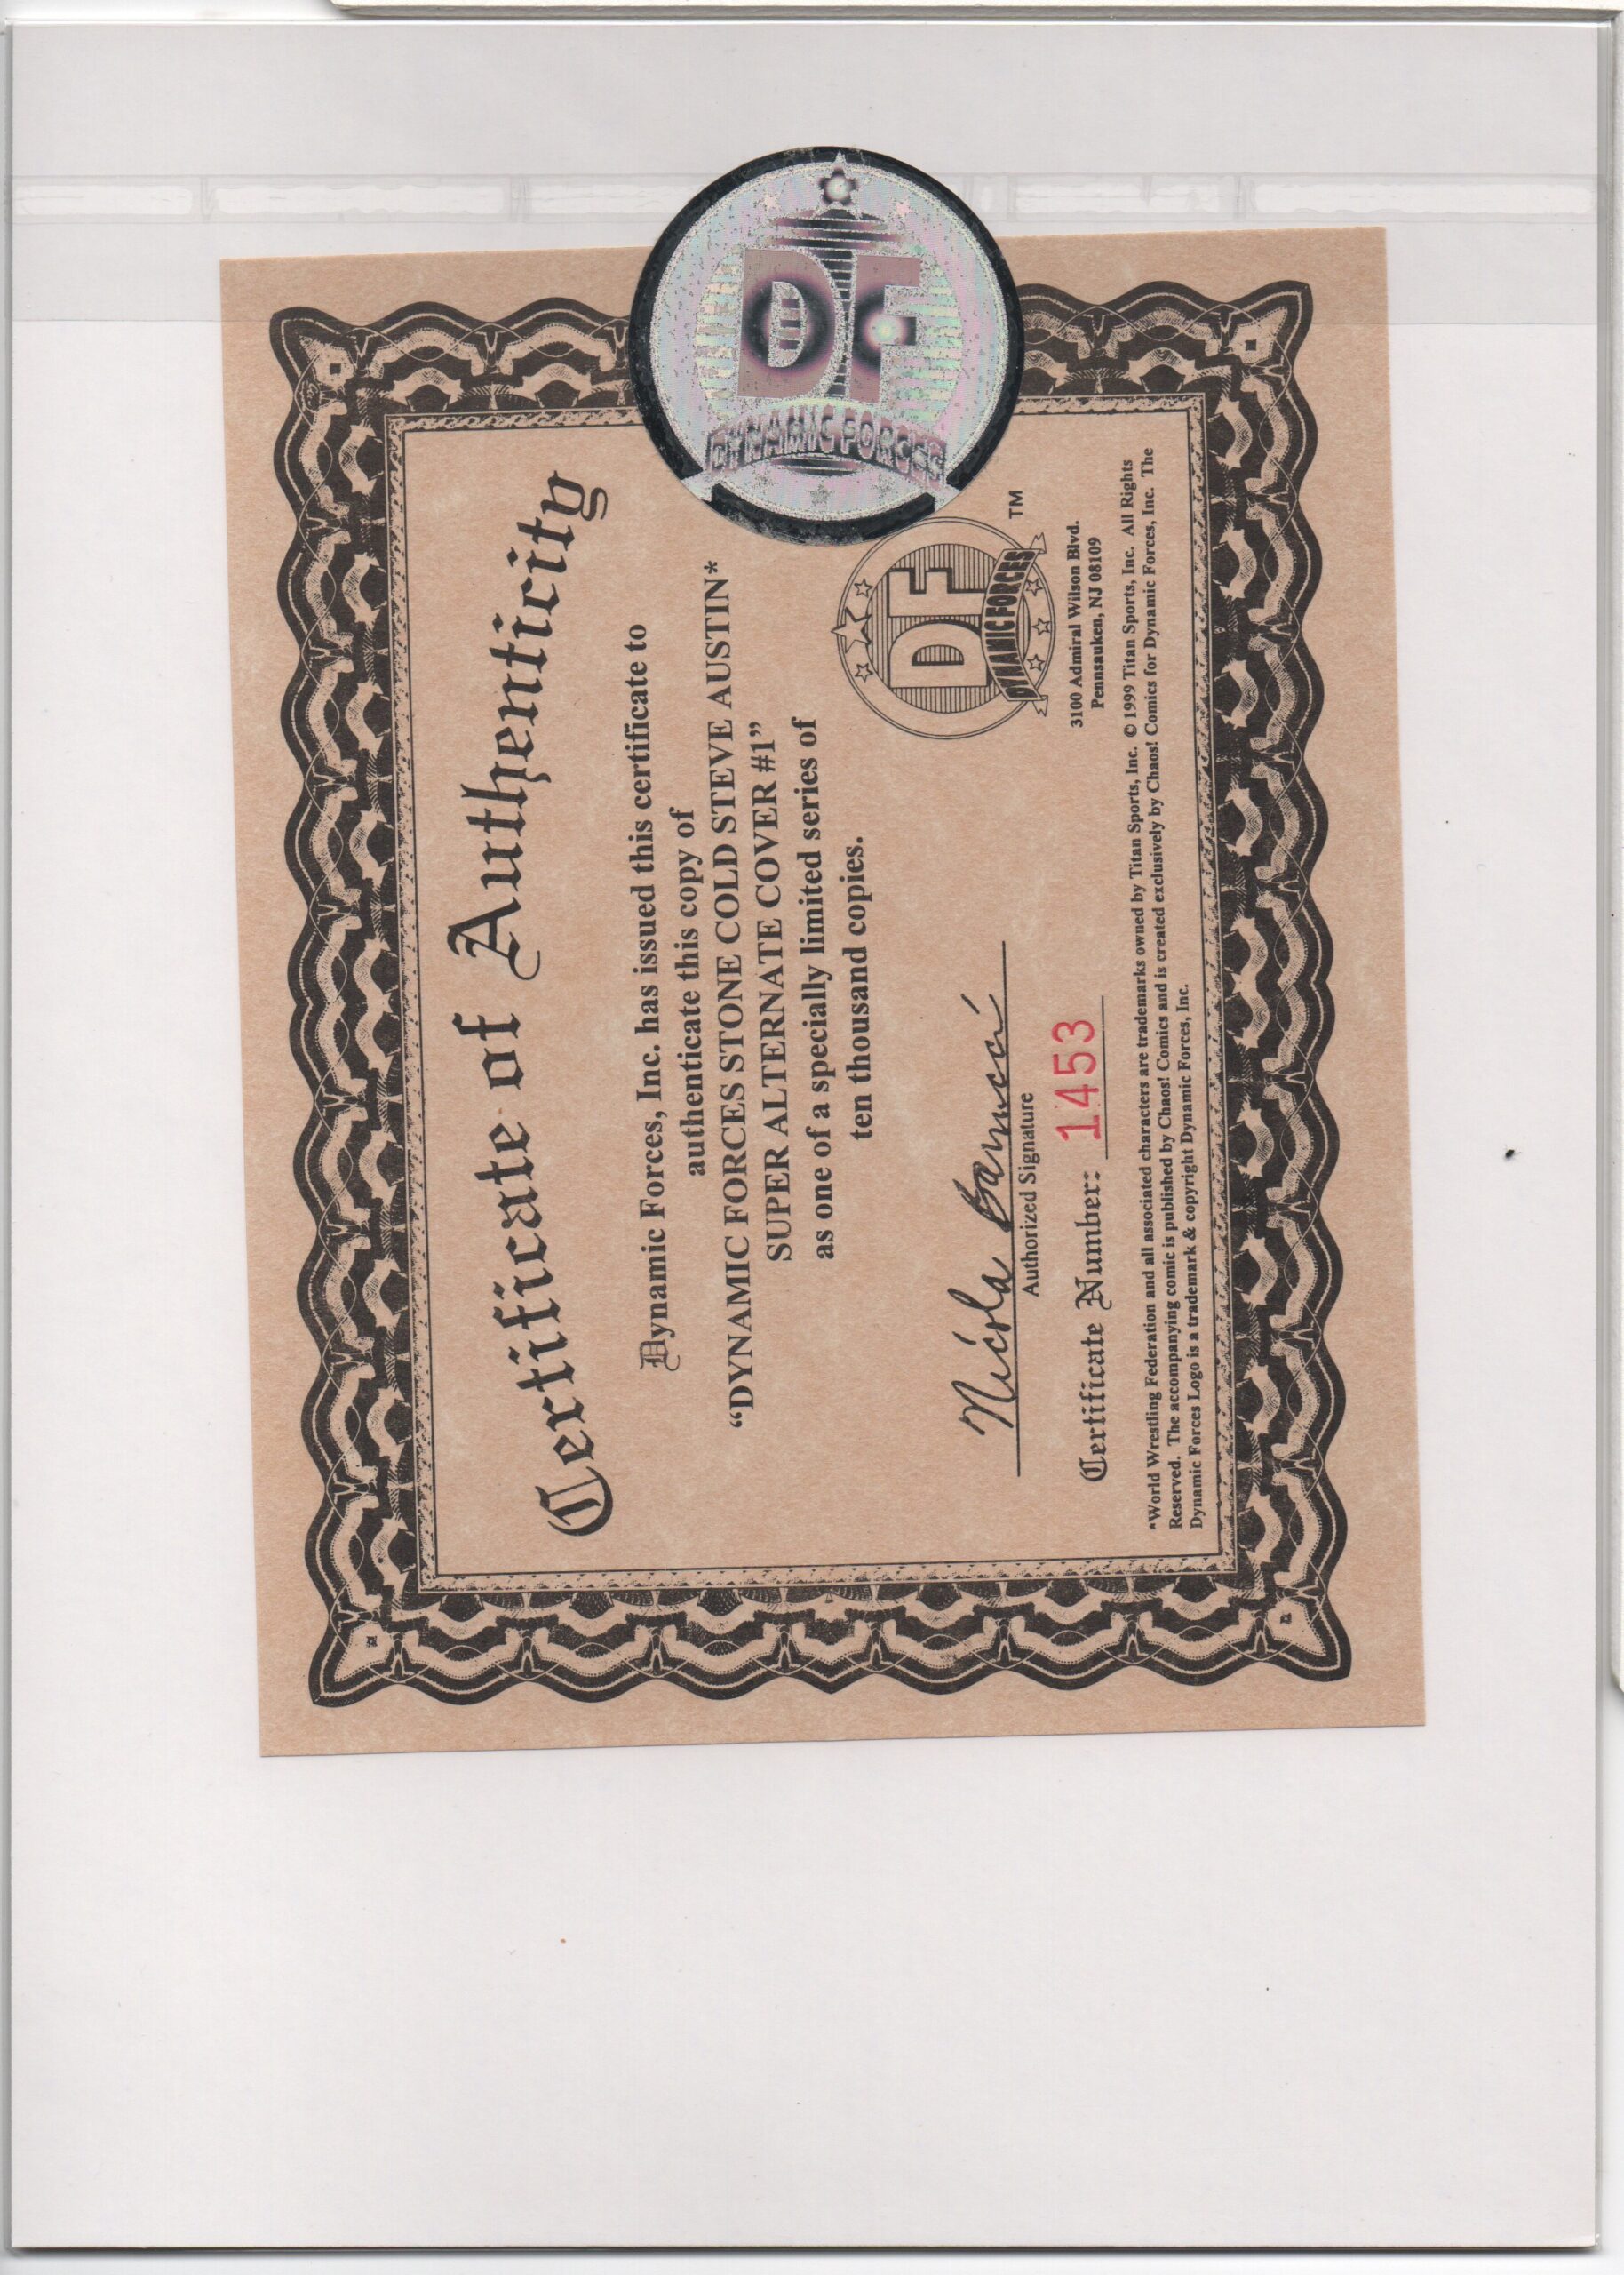 Certificate of Authenticity
Dynamic Forces, Inc. has issued this certificate to
authenticate this copy of
“DYNAMIC FORCES STONE COLD STEVE AUSTIN*
SUPER ALTERNATE COVER #1”
as one of a specially limited series of
ten thousand copies.
DF
DYNAMIC FORCES
DF
DYNAMIC FORCES
TM
Nicola Barrucci
Authorized Signature
Certificate Number: 1453
3100 Admiral Wilson Blvd.
Pennsauken, NJ 08109
*World Wrestling Federation and all associated characters are trademarks owned by Titan Sports, Inc. © 1999 Titan Sports, Inc. All Rights
Reserved. The accompanying comic is published by Chaos! Comics and is created exclusively by Chaos! Comics for Dynamic Forces, Inc. The
Dynamic Forces Logo is a trademark & copyright Dynamic Forces, Inc.